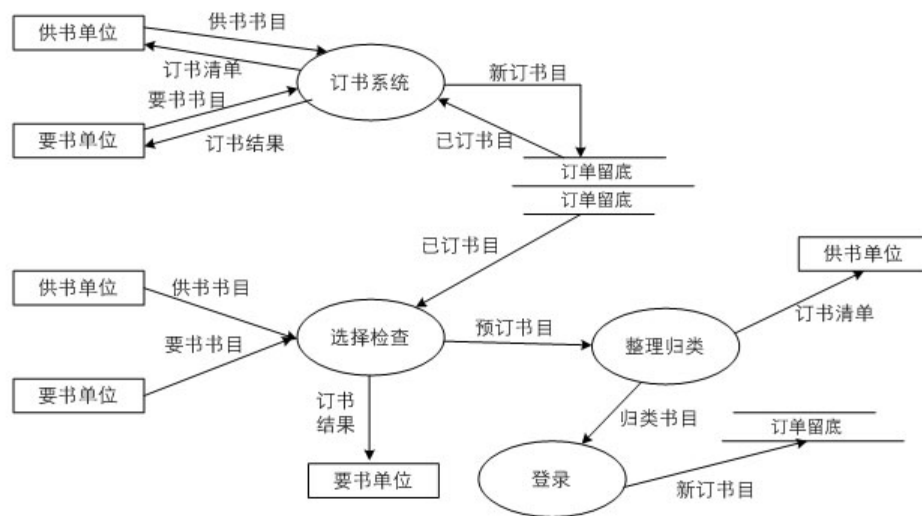 供书单位
供书书目
订书清单
订书系统
新订书目
要书书目
要书单位
订书结果
已订书目
订单留底
订单留底
已订书目
供书单位
供书单位
供书书目
订书清单
选择检查
预订书目
整理归类
要书书目
要书单位
订书
结果
归类书目
订单留底
要书单位
登录
新订书目